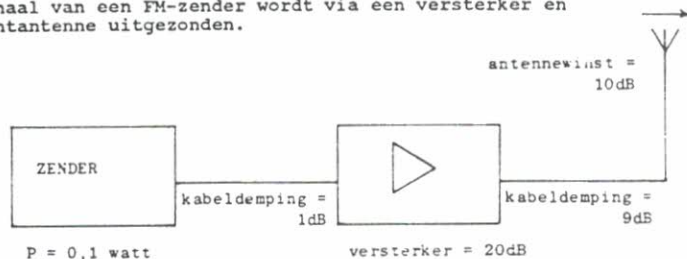 naal van een FM-zender wordt via een versterker en
ntantenne uitgezonden.
antennewinst =
10dB
ZENDER
kabeldemping =
1dB
kabeldemping =
9dB
P = 0,1 watt
versterker = 20dB